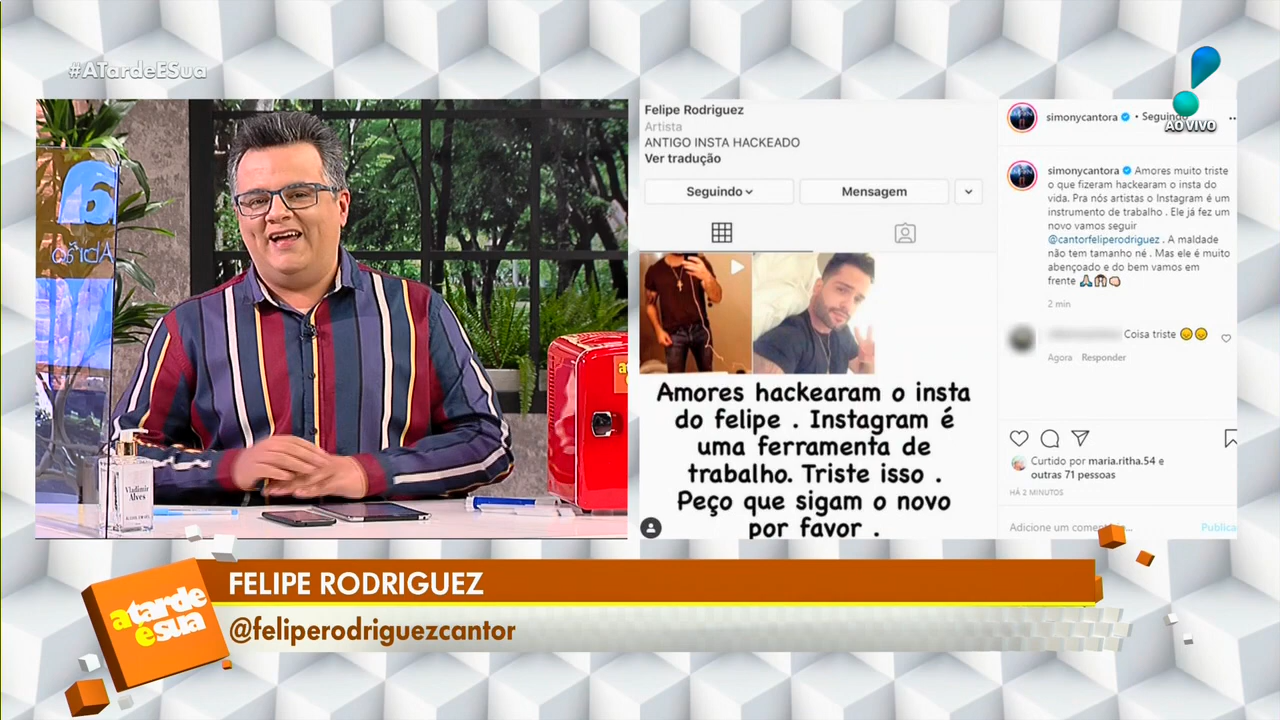 #ATardeESua
AO VIVO
Abrão
Vladimir
Alves
Felipe Rodriguez
Artista
ANTIGO INSTA HACKEADO
Ver tradução
Seguindo
Mensagem
Amores hackearam o insta
do felipe . Instagram é
uma ferramenta de
trabalho. Triste isso .
Peço que sigam o novo
por favor .
simonycantora • Seguindo
simonycantora Amores muito triste
o que fizeram hackearam o insta do
vida. Pra nós artistas o Instagram é um
instrumento de trabalho . Ele já fez um
novo vamos seguir
@cantorfeliperodriguez . A maldade
não tem tamanho né . Mas ele é muito
abençoado e do bem vamos em
frente 🙏🏻🙌🏻👏🏻
2 min
Coisa triste 😞😞
Agora Responder
Curtido por maria.ritha.54 e
outras 71 pessoas
HÁ 2 MINUTOS
Adicione um comentário...
Publica
a tarde
é sua
FELIPE RODRIGUEZ
@feliperodriguezcantor